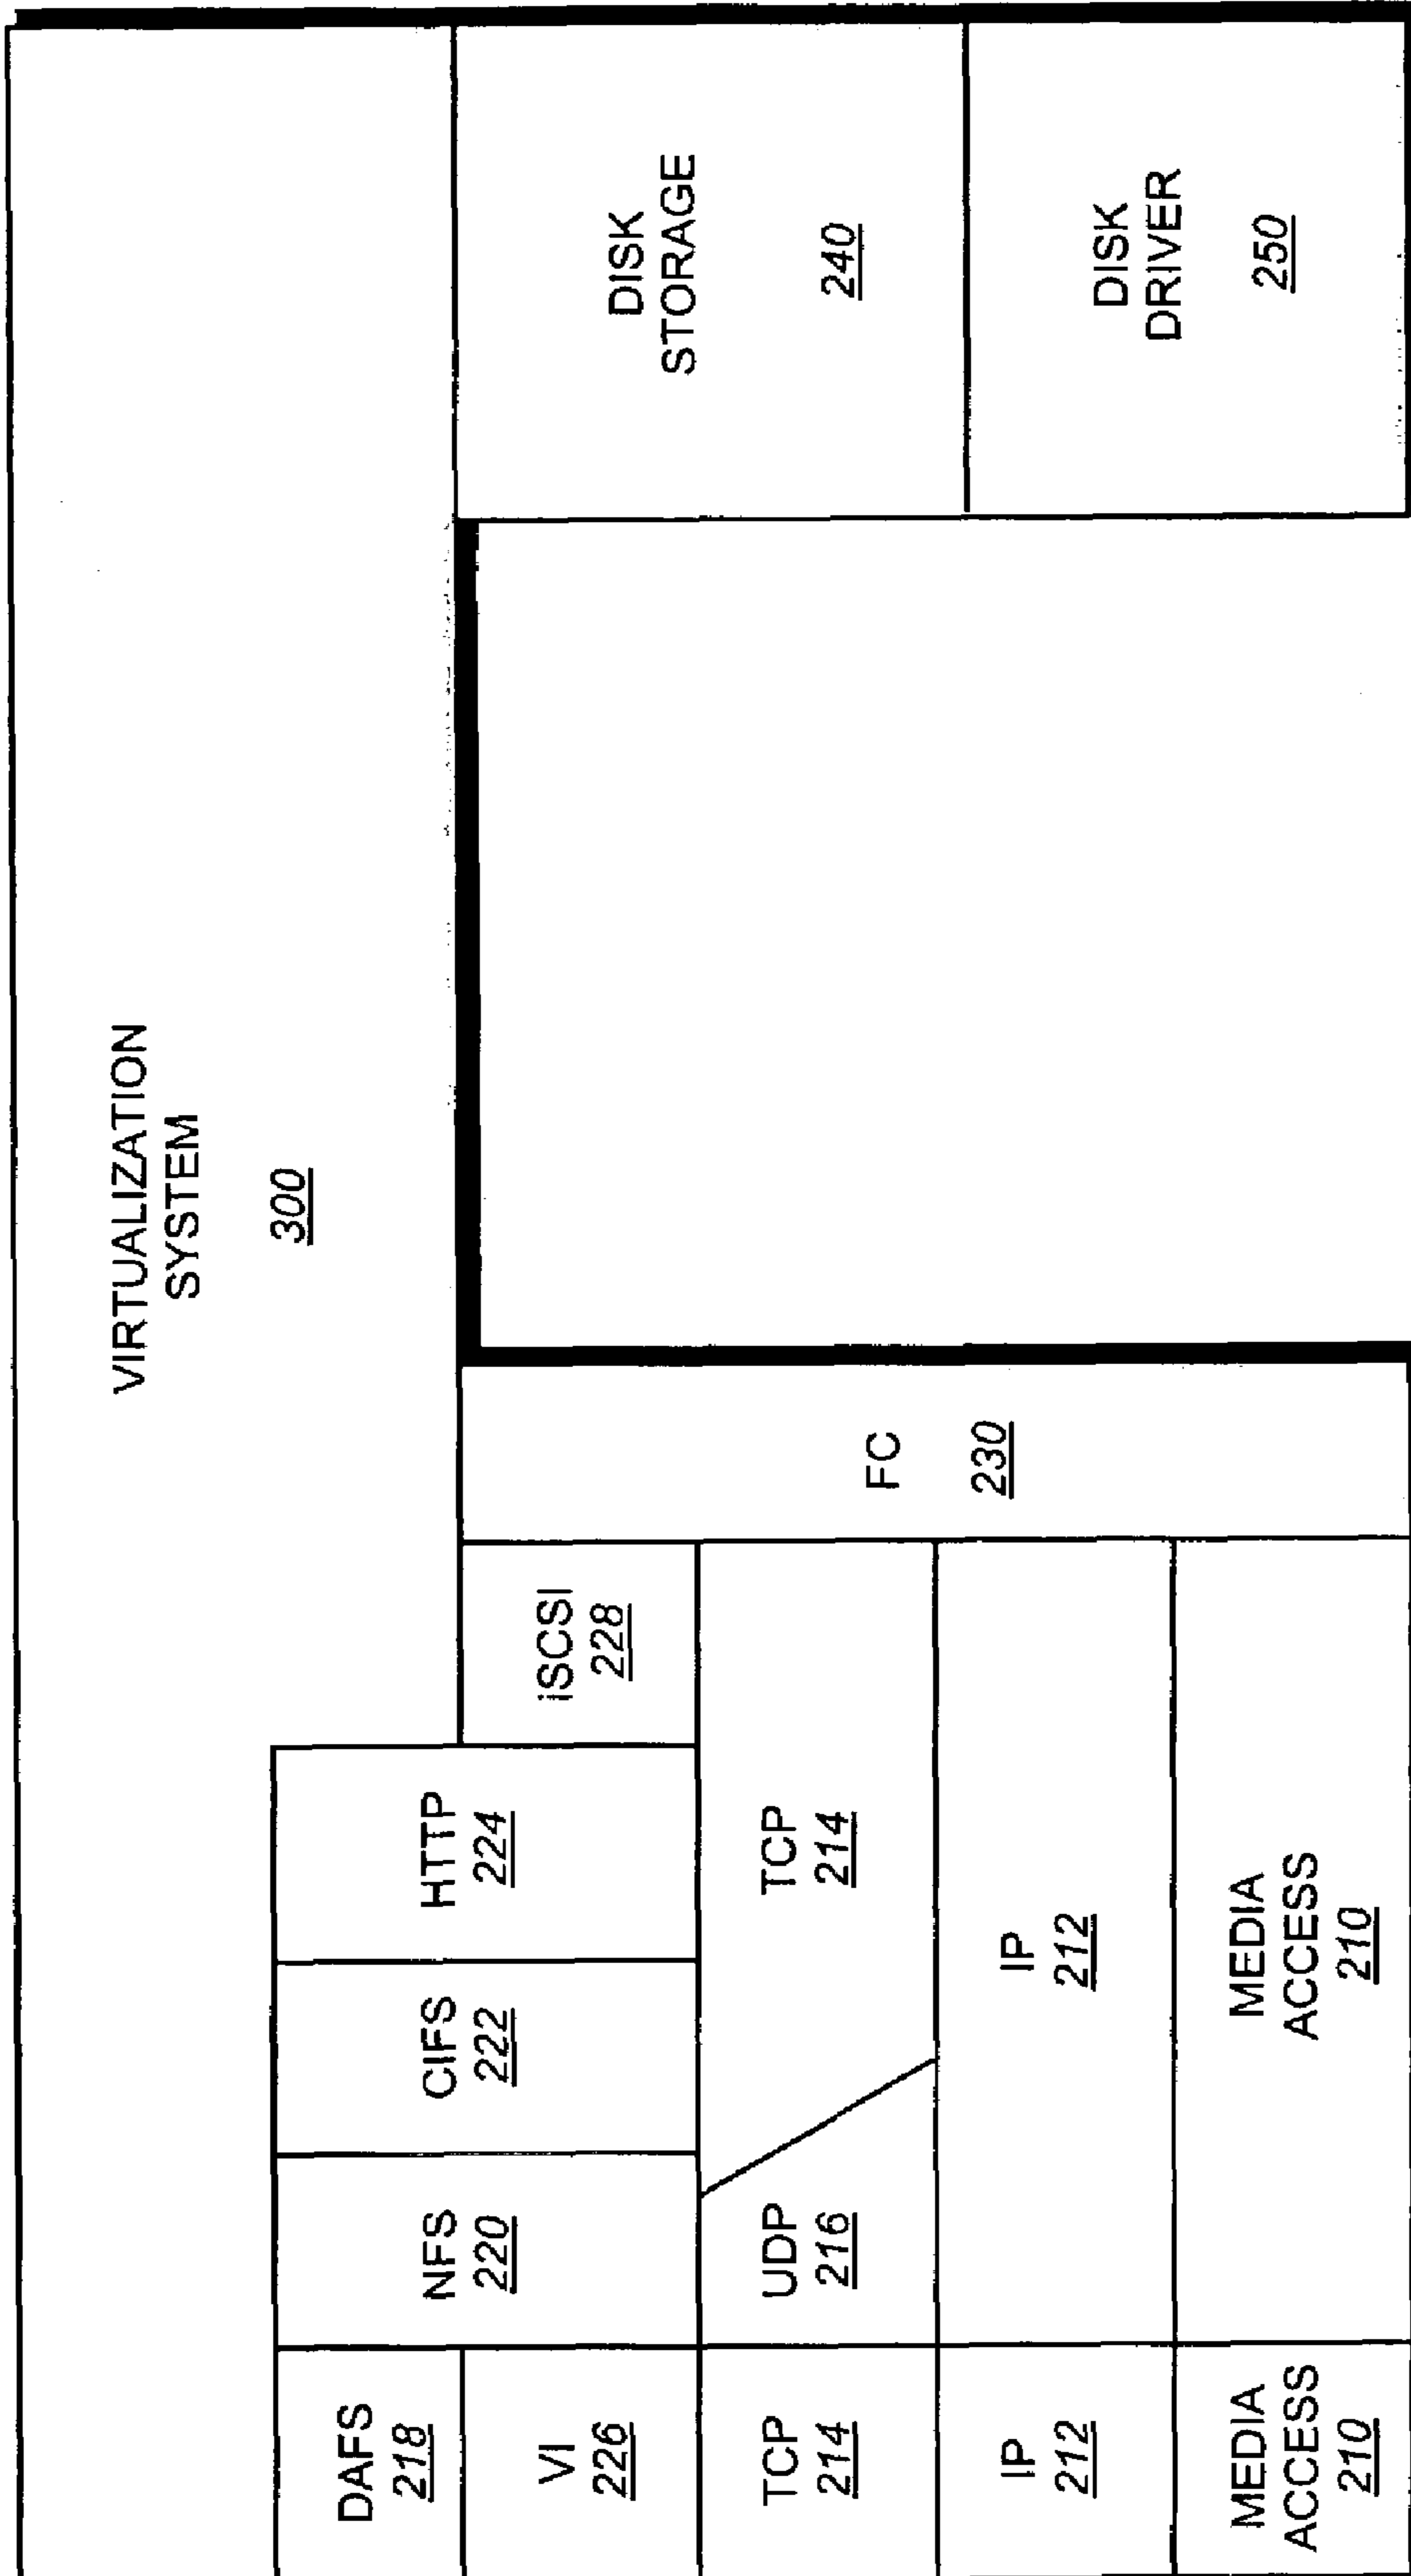 VIRTUALIZATION
SYSTEM
300
DAFS
218
VI
226
TCP
214
IP
212
MEDIA
ACCESS
210
NFS
220
CIFS
222
HTTP
224
iSCSI
228
UDP
216
TCP
214
IP
212
MEDIA
ACCESS
210
FC
230
DISK
STORAGE
240
DISK
DRIVER
250